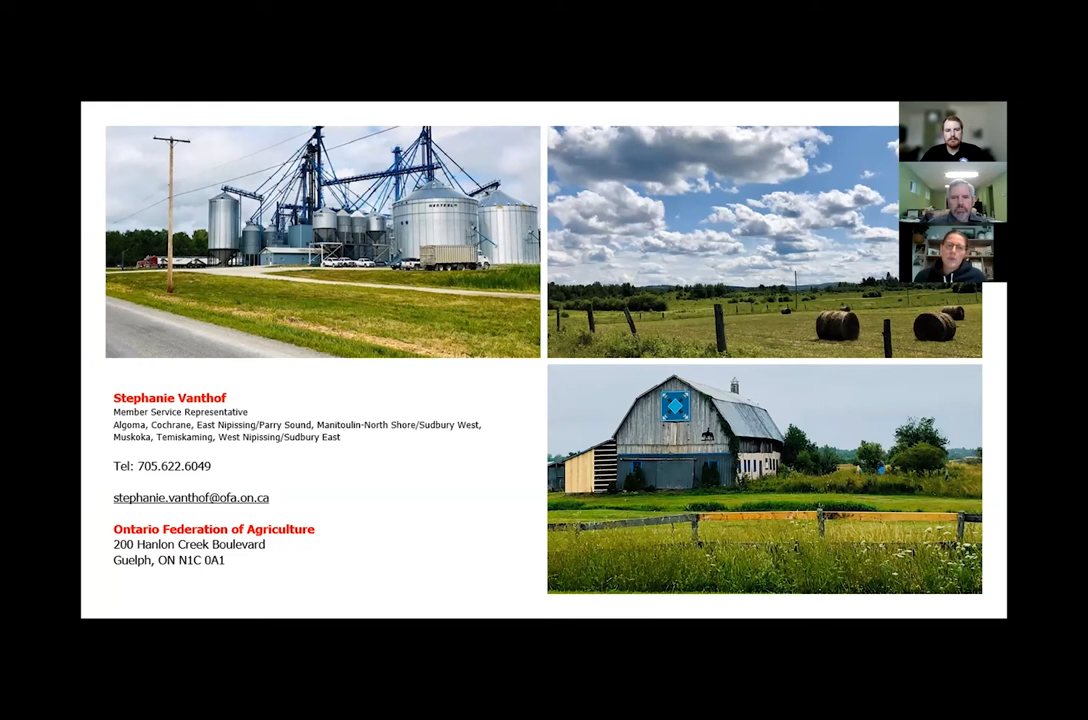 WESTEEL
Stephanie Vanthof
Member Service Representative
Algoma, Cochrane, East Nipissing/Parry Sound, Manitoulin-North Shore/Sudbury West,
Muskoka, Temiskaming, West Nipissing/Sudbury East
Tel: 705.622.6049
stephanie.vanthof@ofa.on.ca
Ontario Federation of Agriculture
200 Hanlon Creek Boulevard
Guelph, ON N1C 0A1